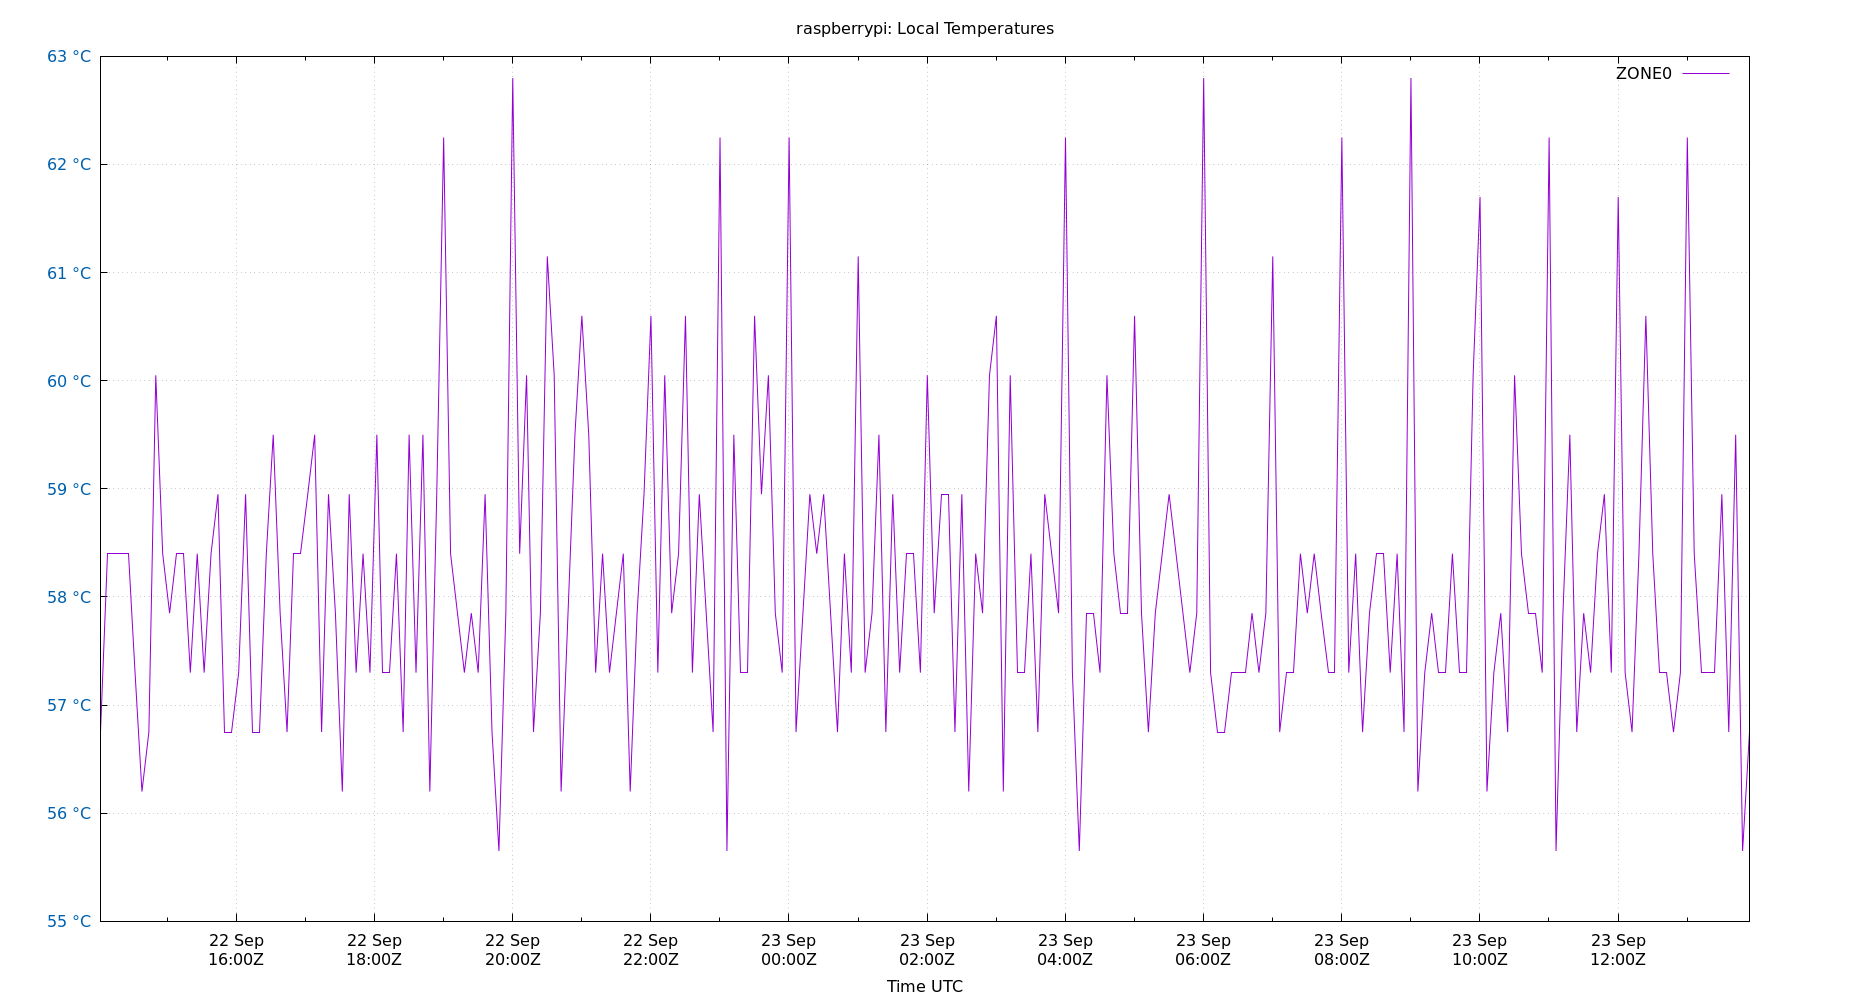 raspberrypi: Local Temperatures
63 °C
62 °C
61 °C
60 °C
59 °C
58 °C
57 °C
56 °C
55 °C
ZONE0
22 Sep
16:00Z
22 Sep
18:00Z
22 Sep
20:00Z
22 Sep
22:00Z
23 Sep
00:00Z
23 Sep
02:00Z
23 Sep
04:00Z
23 Sep
06:00Z
23 Sep
08:00Z
23 Sep
10:00Z
23 Sep
12:00Z
Time UTC